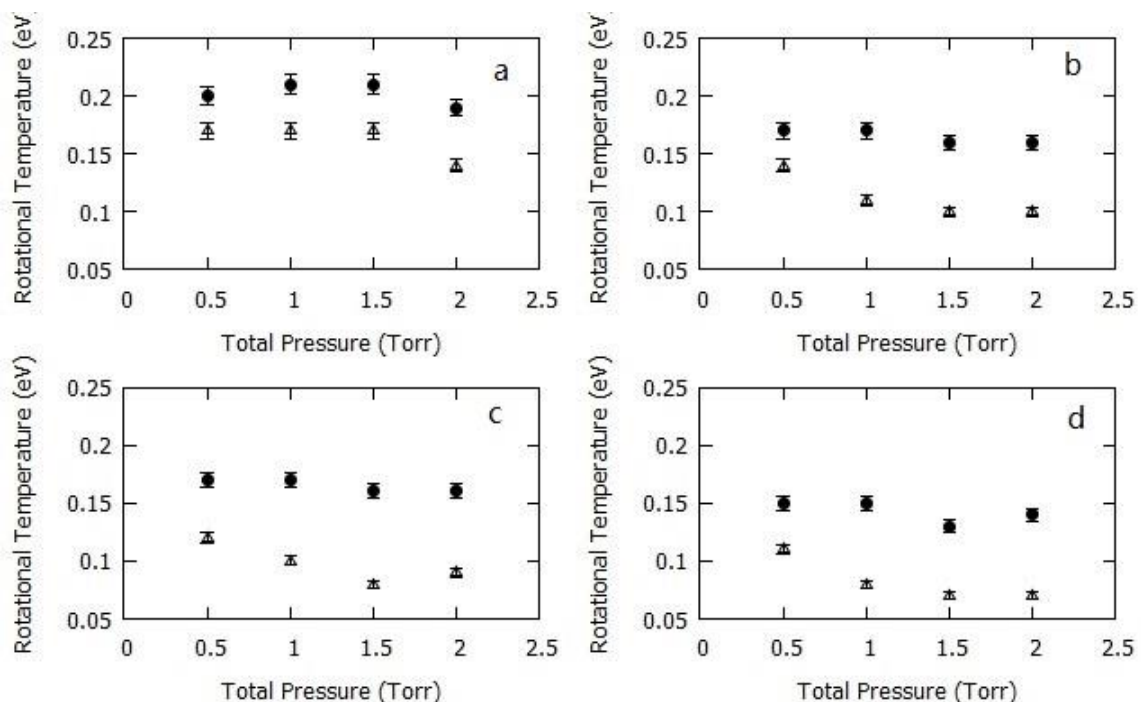 Rotational Temperature (eV)
0.25
0.2
0.15
0.1
0.05
0 0.5 1 1.5 2 2.5
Total Pressure (Torr)
a
Rotational Temperature (eV)
0.25
0.2
0.15
0.1
0.05
0 0.5 1 1.5 2 2.5
Total Pressure (Torr)
b
Rotational Temperature (eV)
0.25
0.2
0.15
0.1
0.05
0 0.5 1 1.5 2 2.5
Total Pressure (Torr)
c
Rotational Temperature (eV)
0.25
0.2
0.15
0.1
0.05
0 0.5 1 1.5 2 2.5
Total Pressure (Torr)
d